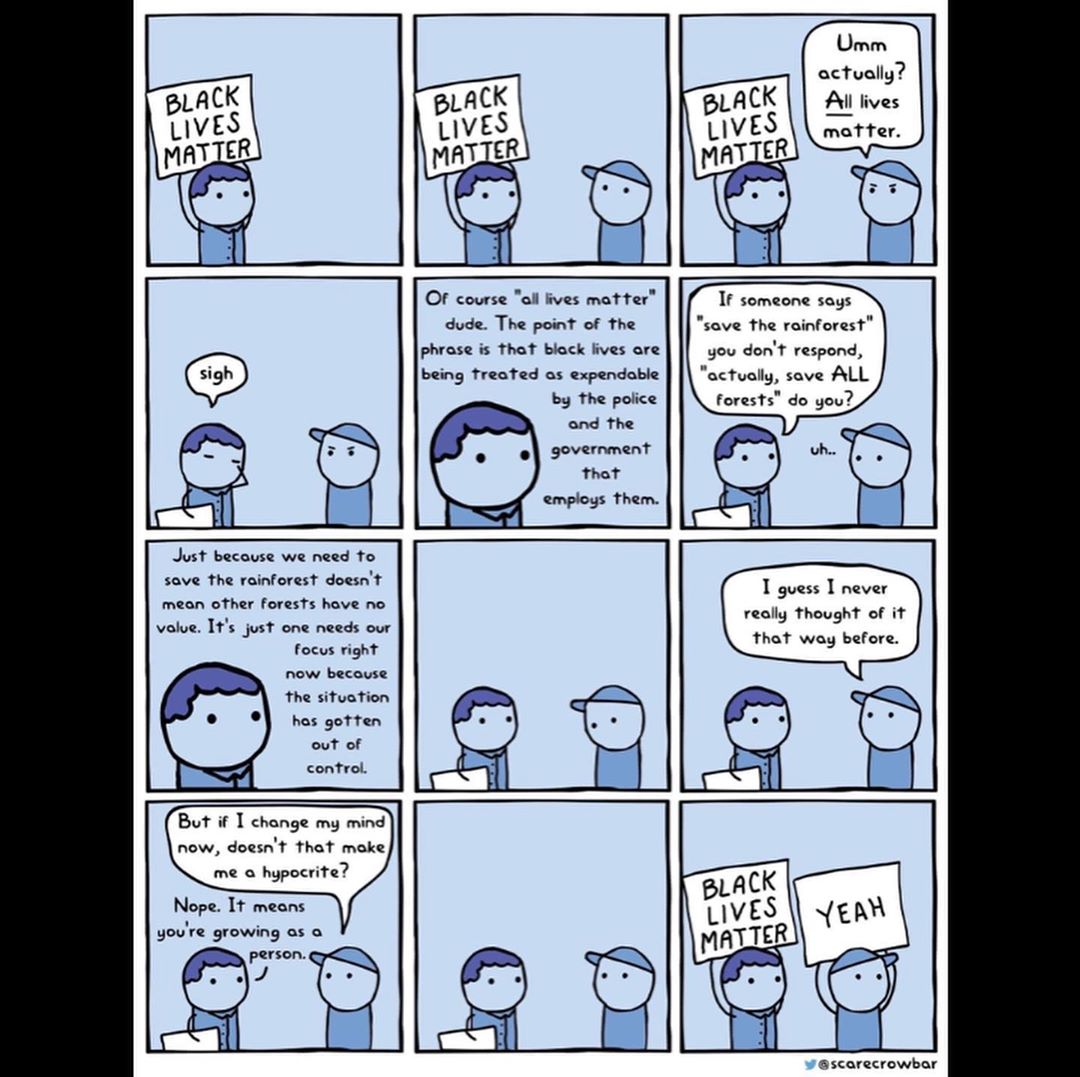 BLACK
LIVES
MATTER
BLACK
LIVES
MATTER
BLACK
LIVES
MATTER
Umm
actually?
All lives
matter.
sigh
Of course "all lives matter"
dude. The point of the
phrase is that black lives are
being treated as expendable
by the police
and the
government
that
employs them.
If someone says
"save the rainforest"
you don't respond,
"actually, save ALL
forests" do you?
uh..
Just because we need to
save the rainforest doesn't
mean other forests have no
value. It's just one needs our
focus right
now because
the situation
has gotten
out of
control.
I guess I never
really thought of it
that way before.
But if I change my mind
now, doesn't that make
me a hypocrite?
Nope. It means
you're growing as a
person.
BLACK
LIVES
MATTER
YEAH
@scarecrowbar